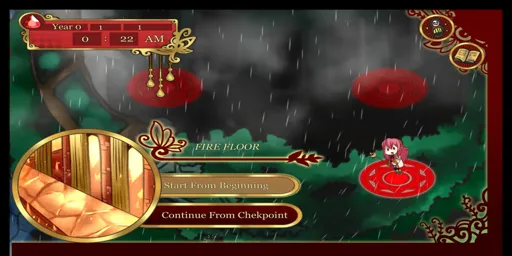 Year 0 1 1
0 : 22 AM
FIRE FLOOR
Start From Beginning
Continue From Chekpoint